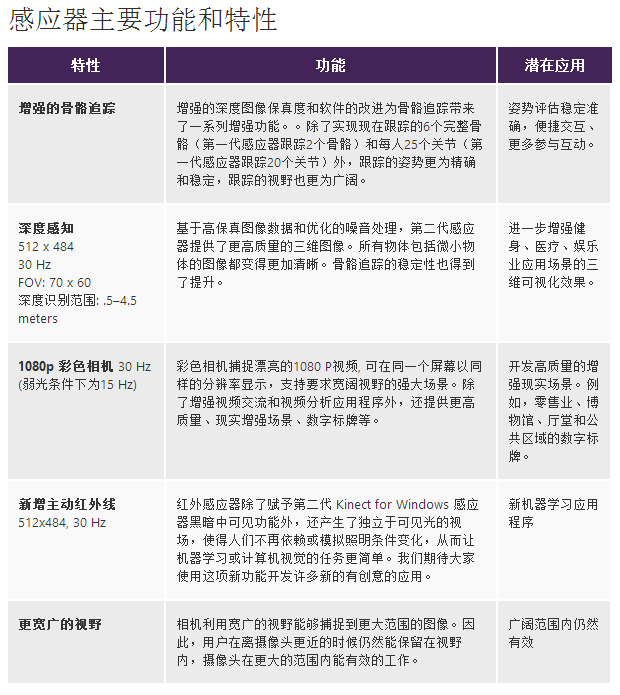 感应器主要功能和特性
特性
功能
潜在应用
增强的骨骼追踪
增强的深度图像保真度和软件的改进为骨骼追踪带来
了一系列增强功能。。除了实现现在跟踪的6个完整骨
骼（第一代感应器跟踪2个骨骼）和每人25个关节（第
一代感应器跟踪20个关节）外，跟踪的姿势更为精确
和稳定，跟踪的视野也更为广阔。
姿势评估稳定准
确，便捷交互、
更多参与互动。
深度感知
512 x 484
30 Hz
FOV: 70 x 60
深度识别范围: .5–4.5
meters
基于高保真图像数据和优化的噪音处理，第二代感应
器提供了更高质量的三维图像。所有物体包括微小物
体的图像都变得更加清晰。骨骼追踪的稳定性也得到
了提升。
进一步增强健
身、医疗、娱乐
业应用场景的三
维可视化效果。
1080p 彩色相机 30 Hz
(弱光条件下为15 Hz)
彩色相机捕捉漂亮的1080 P视频, 可在同一个屏幕以同
样的分辨率显示，支持要求宽阔视野的强大场景。除
了增强视频交流和视频分析应用程序外，还提供更高
质量、现实增强场景、数字标牌等。
开发高质量的增
强现实场景。例
如，零售业、博
物馆、厅堂和公
共区域的数字标
牌。
新增主动红外线
512x484, 30 Hz
红外感应器除了赋予第二代 Kinect for Windows 感应
器黑暗中可见功能外，还产生了独立于可见光的视
场，使得人们不再依赖或模拟照明条件变化，从而让
机器学习或计算机视觉的任务更简单。我们期待大家
使用这项新功能开发许多新的有创意的应用。
新机器学习应用
程序
更宽广的视野
相机利用宽广的视野能够捕捉到更大范围的图像。因
此，用户在离摄像头更近的时候仍然能保留在视野
内，摄像头在更大的范围内能有效的工作。
广阔范围内仍然
有效